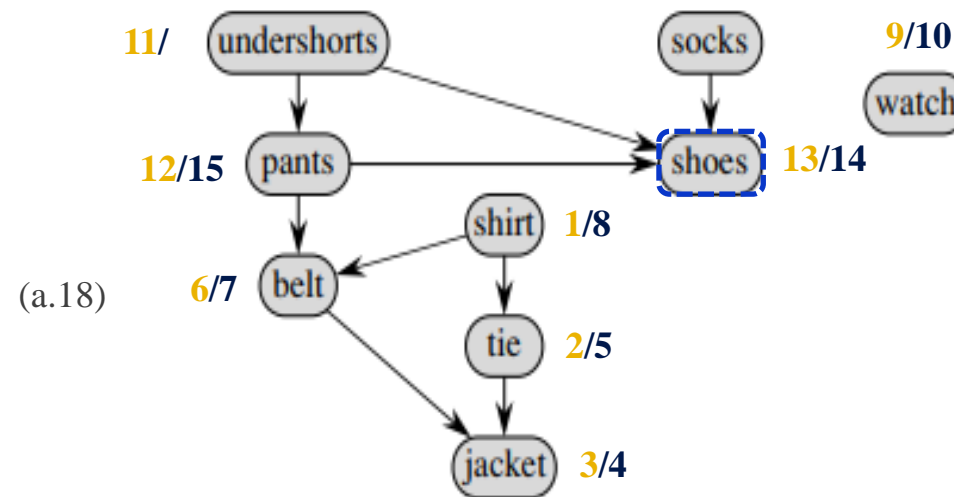 11/ undershorts socks 9/10
watch
12/15 pants shoes 13/14
shirt 1/8
(a.18) 6/7 belt
tie 2/5
jacket 3/4